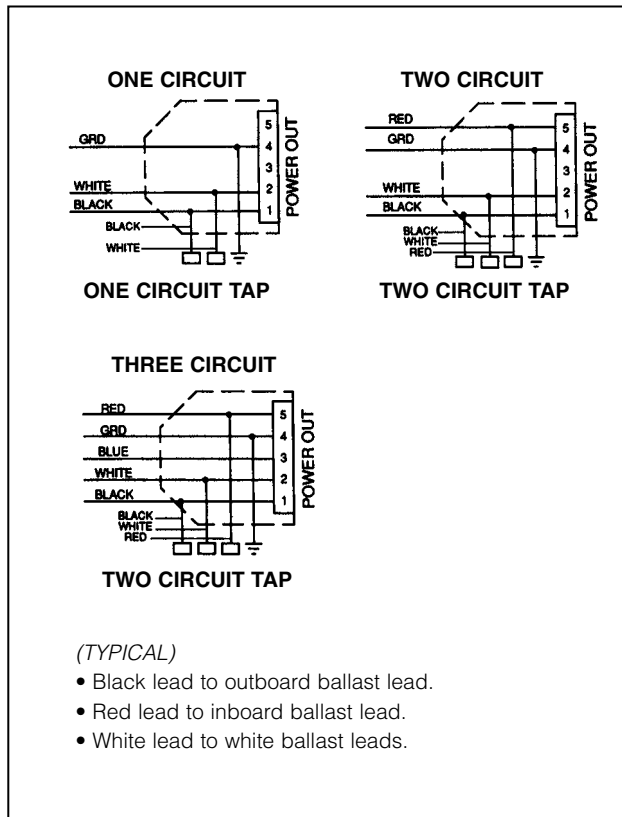 ONE CIRCUIT
GRD
WHITE
BLACK
BLACK
WHITE
5
4
3
2
1
POWER OUT
ONE CIRCUIT TAP
TWO CIRCUIT
RED
GRD
WHITE
BLACK
BLACK
WHITE
RED
5
4
3
2
1
POWER OUT
TWO CIRCUIT TAP
THREE CIRCUIT
RED
GRD
BLUE
WHITE
BLACK
BLACK
WHITE
RED
5
4
3
2
1
POWER OUT
TWO CIRCUIT TAP
(TYPICAL)
• Black lead to outboard ballast lead.
• Red lead to inboard ballast lead.
• White lead to white ballast leads.